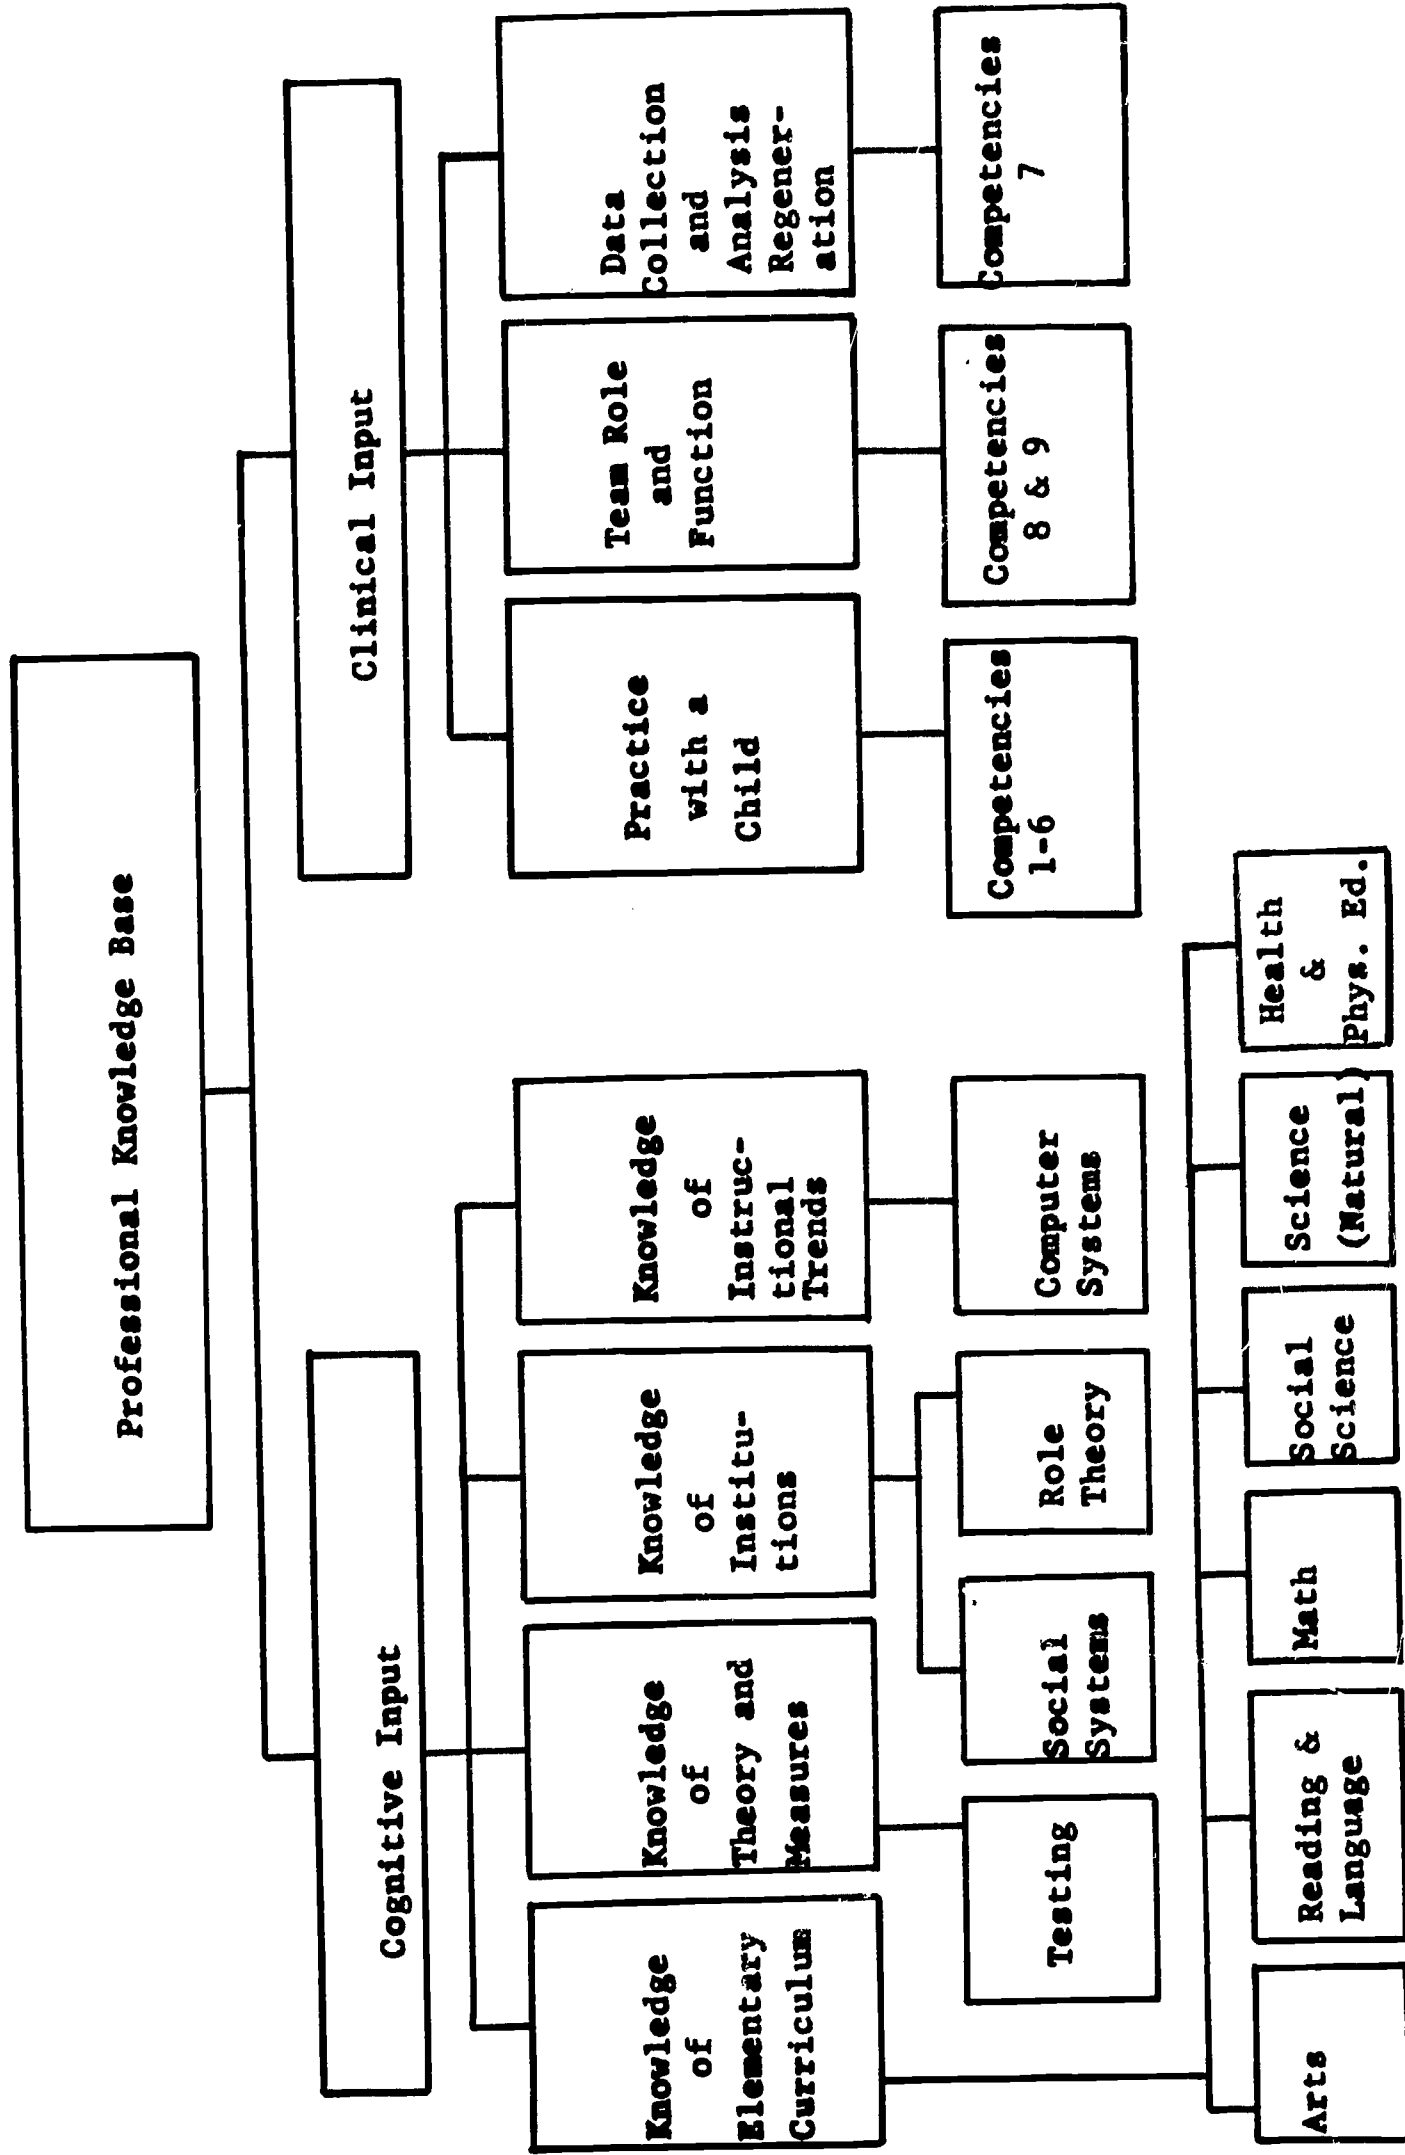 Professional Knowledge Base
Cognitive Input
Clinical Input
Knowledge
of
Elementary
Curriculum
Knowledge
of
Theory and
Measures
Knowledge
of
Institu-
tions
Knowledge
of
Instruc-
tional
Trends
Practice
with a
Child
Team Role
and
Function
Data
Collection
and
Analysis
Regener-
ation
Testing
Social
Systems
Role
Theory
Computer
Systems
Competencies
1-6
Competencies
8 & 9
Competencies
7
Arts
Reading &
Language
Math
Social
Science
Science
(Natural)
Health
&
Phys. Ed.